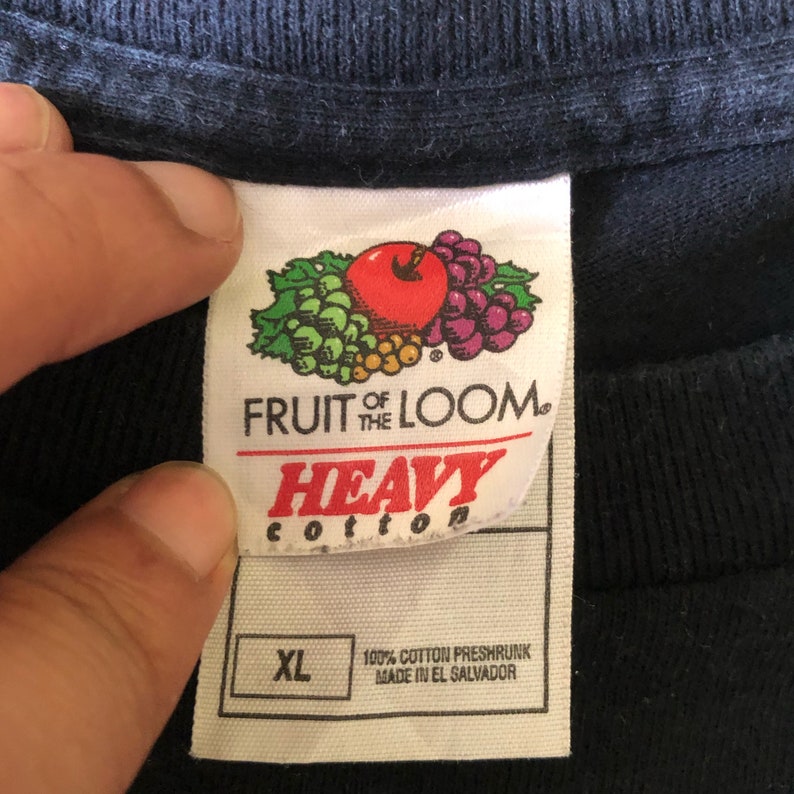 FRUIT OF THE LOOM®
HEAVY
cotton
XL
100% COTTON PRESHRUNK
MADE IN EL SALVADOR